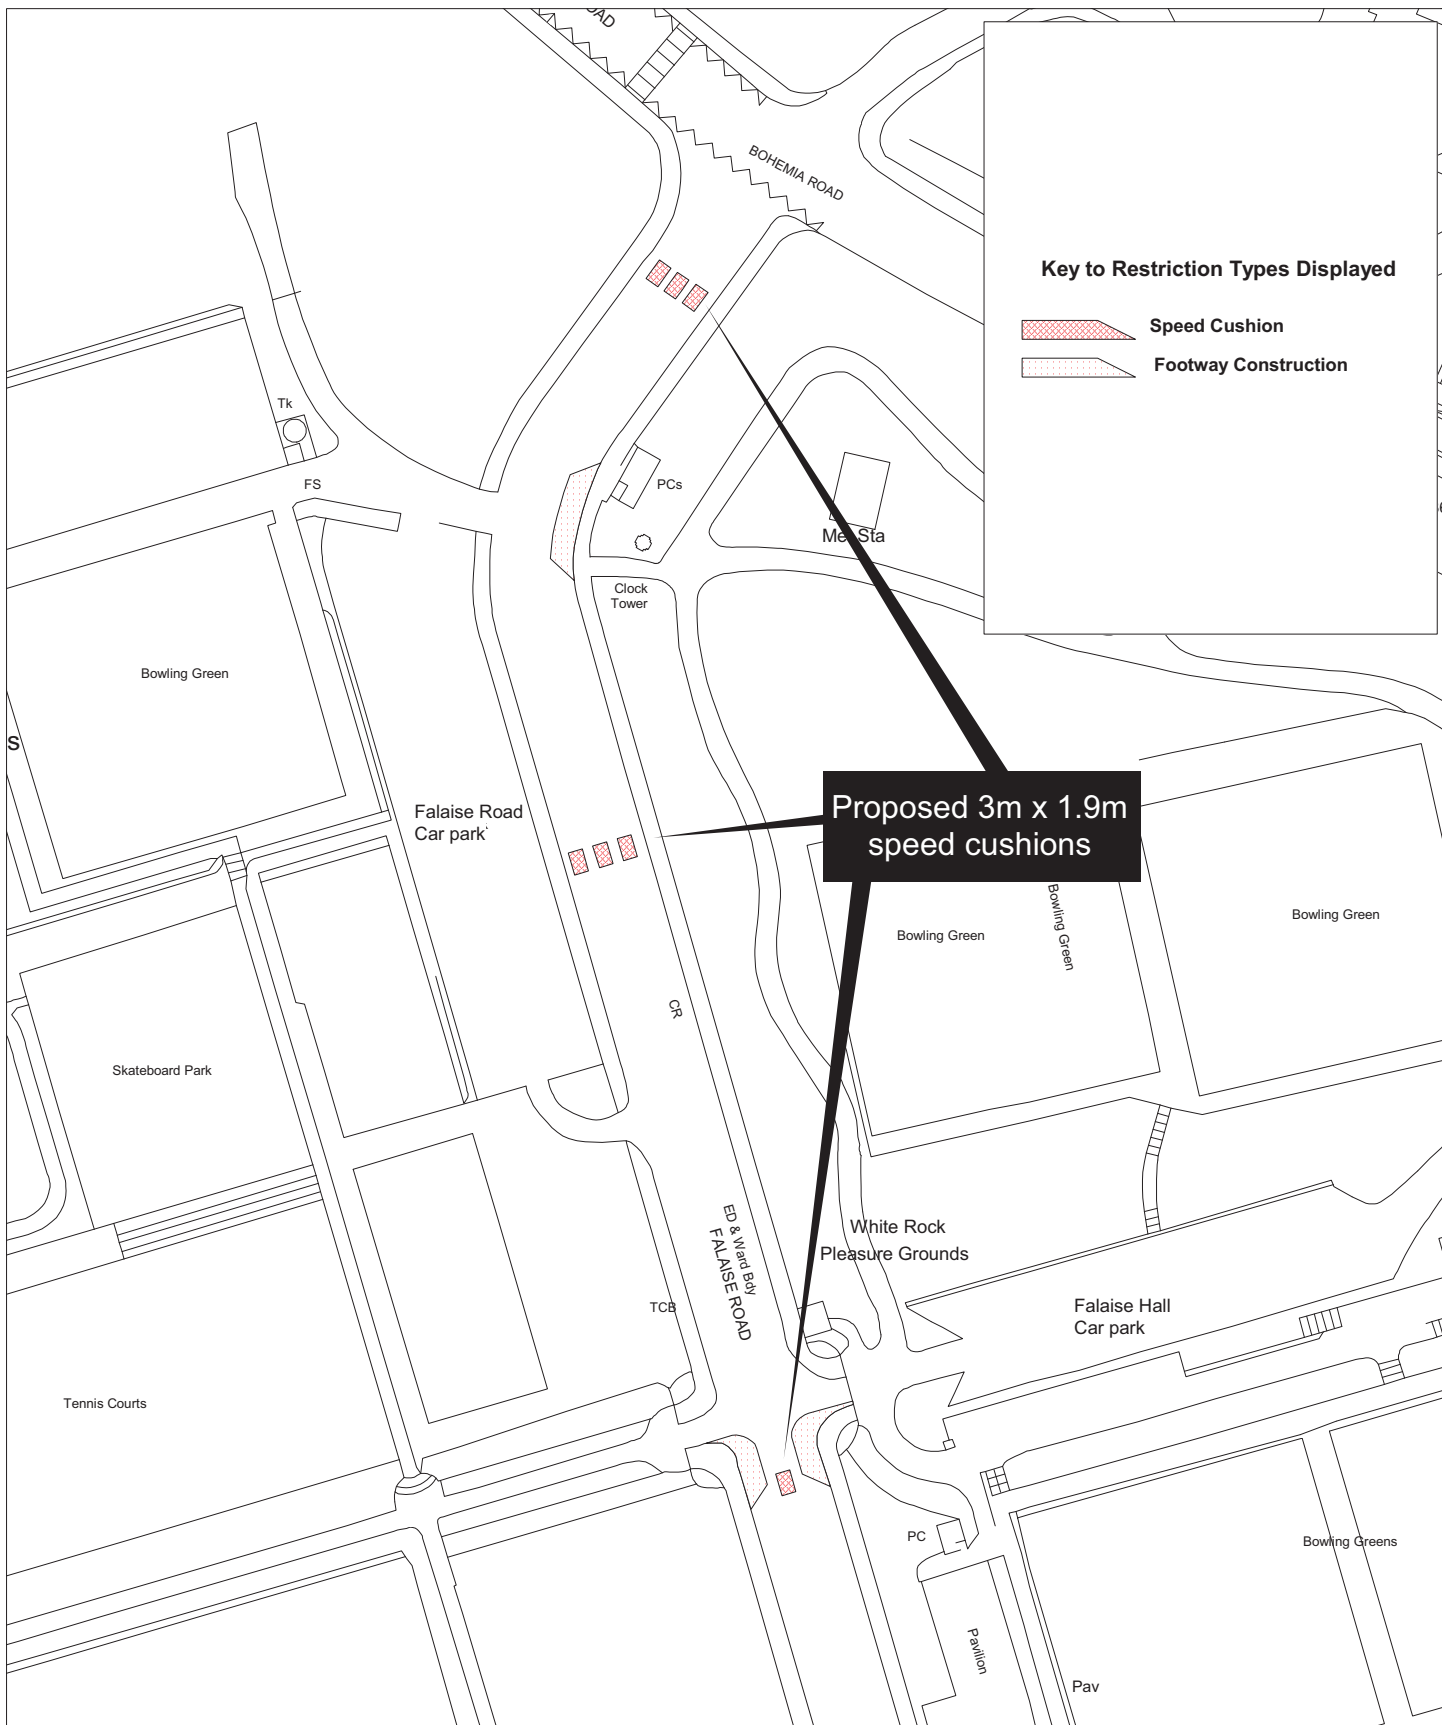 OAD
BOHEMIA ROAD
Key to Restriction Types Displayed
Speed Cushion
Footway Construction
Tk
FS
PCs
Clock
Tower
Bowling Green
S
Falaise Road
Car park
Proposed 3m x 1.9m
speed cushions
Bowling Green
Bowling Green
Bowling Green
CR
Skateboard Park
ED & Ward Bdy
FALAISE ROAD
White Rock
Pleasure Grounds
TCB
Falaise Hall
Car park
Tennis Courts
PC
Bowling Greens
Pavilion
Pav